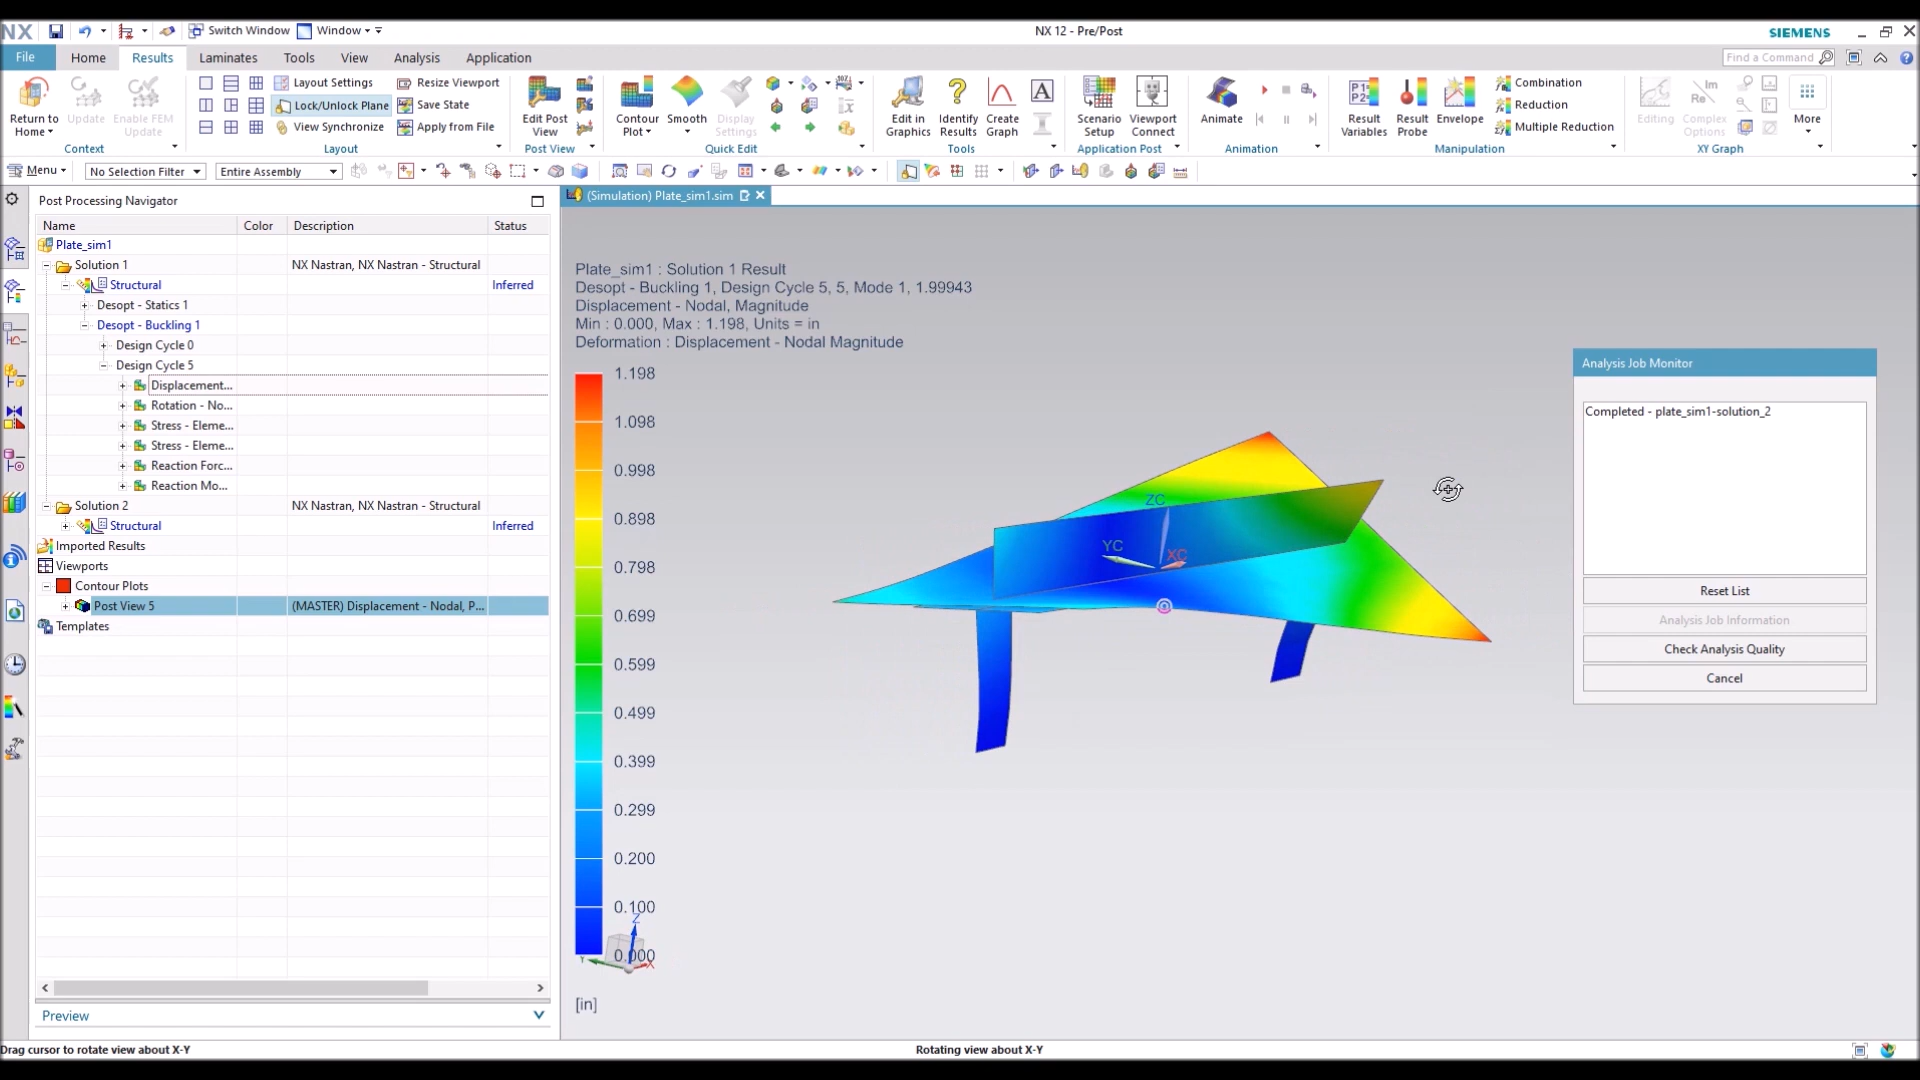 NX
Switch Window
Window
NX 12 - Pre/Post
SIEMENS
File
Home
Results
Laminates
Tools
View
Analysis
Application
Find a Command
Return to Home
Update
Enable FEM Update
Context
Layout Settings
Lock/Unlock Plane
View Synchronize
Resize Viewport
Save State
Apply from File
Layout
Edit Post View
Post View
Contour Plot
Smooth
Display Settings
Quick Edit
Edit in Graphics
Identify Results
Create Graph
Tools
Scenario Setup
Viewport Connect
Application Post
Animate
Animation
Result Variables
Result Probe
Envelope
Combination
Reduction
Multiple Reduction
Manipulation
Editing
Complex Options
XY Graph
More
Menu
No Selection Filter
Entire Assembly
Post Processing Navigator
(Simulation) Plate_sim1.sim
Name Color Description Status
Plate_sim1
Solution 1 NX Nastran, NX Nastran - Structural
Structural Inferred
Desopt - Statics 1
Desopt - Buckling 1
Design Cycle 0
Design Cycle 5
Displacement...
Rotation - No...
Stress - Eleme...
Stress - Eleme...
Reaction Forc...
Reaction Mo...
Solution 2 NX Nastran, NX Nastran - Structural
Structural Inferred
Imported Results
Viewports
Contour Plots
Post View 5 (MASTER) Displacement - Nodal, P...
Templates
Preview
Plate_sim1 : Solution 1 Result
Desopt - Buckling 1, Design Cycle 5, 5, Mode 1, 1.99943
Displacement - Nodal, Magnitude
Min : 0.000, Max : 1.198, Units = in
Deformation : Displacement - Nodal Magnitude
1.198
1.098
0.998
0.898
0.798
0.699
0.599
0.499
0.399
0.299
0.200
0.100
0.000
[in]
ZC
YC
XC
Z
Y
X
Analysis Job Monitor
Completed - plate_sim1-solution_2
Reset List
Analysis Job Information
Check Analysis Quality
Cancel
Drag cursor to rotate view about X-Y
Rotating view about X-Y